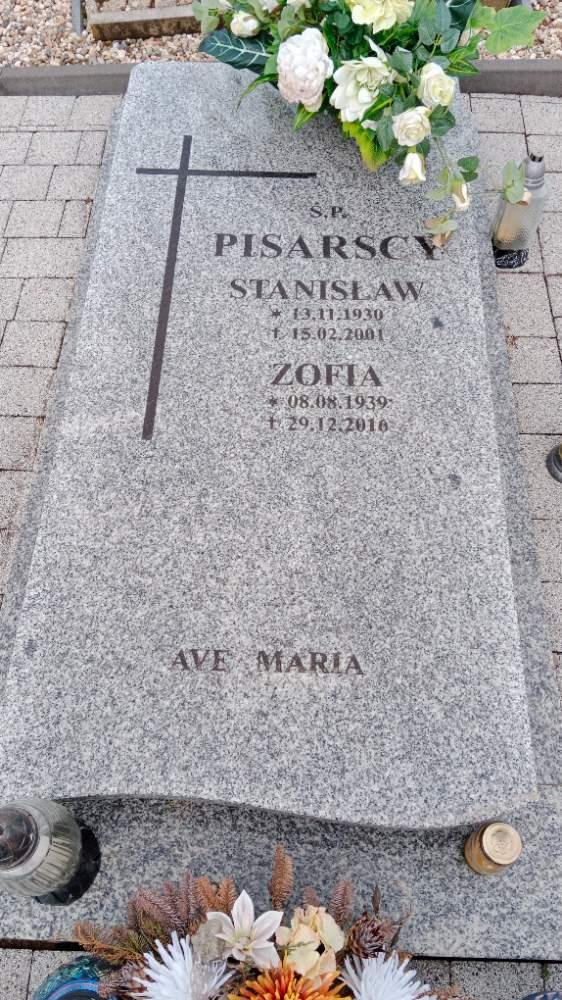 Ś.P.
PISARSCY
STANISŁAW
* 13.11.1930
† 15.02.2001
ZOFIA
* 08.08.1939
† 29.12.2016
AVE MARIA